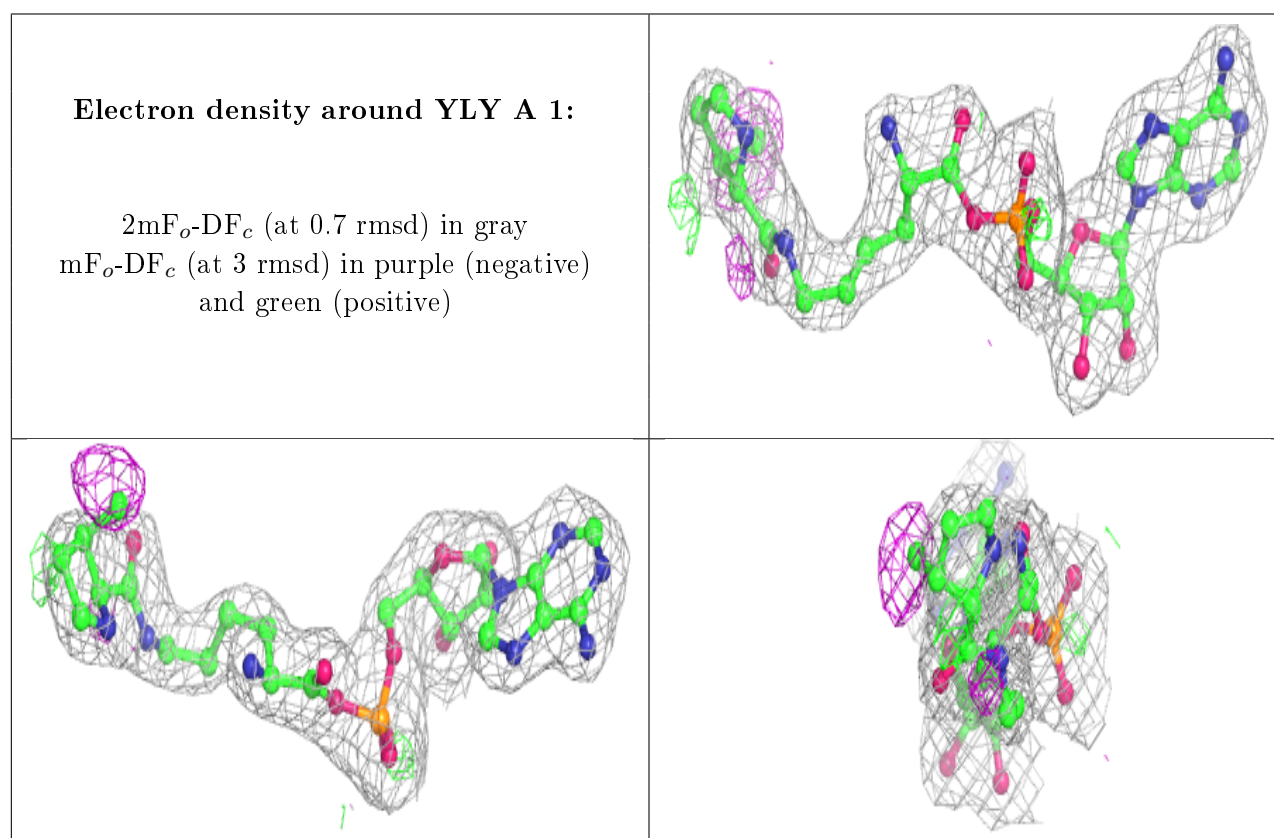 Electron density around YLY A 1:
2mFo-DFc (at 0.7 rmsd) in gray
mFo-DFc (at 3 rmsd) in purple (negative)
and green (positive)